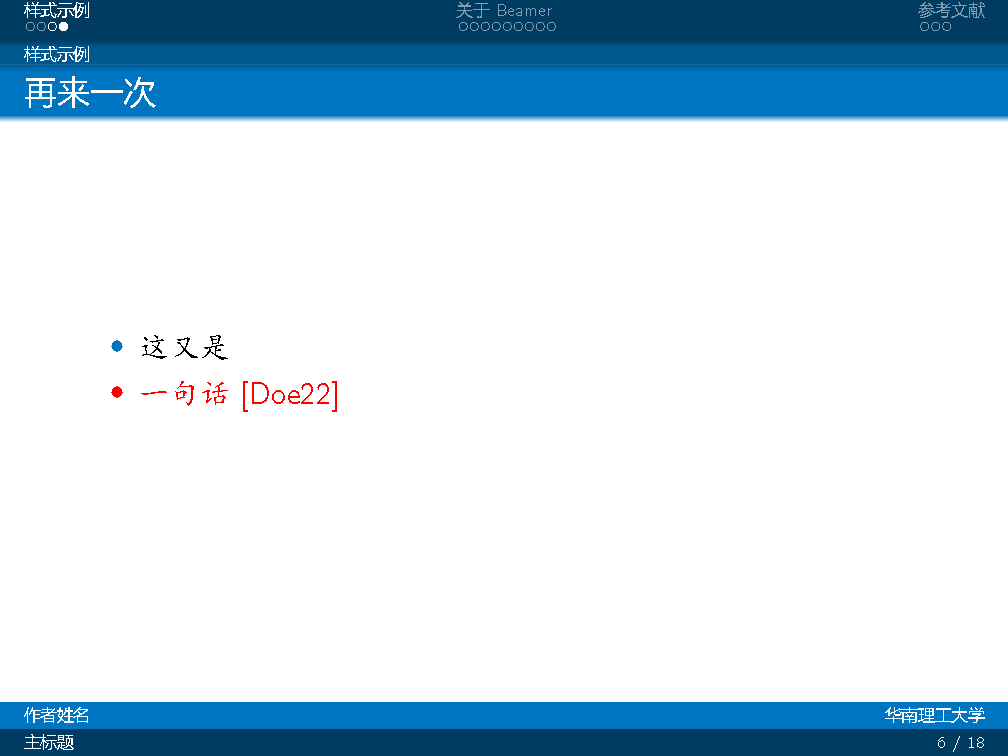 样式示例 关于 Beamer 参考文献
样式示例
再来一次
这又是
一句话 [Doe22]
作者姓名 华南理工大学
主标题 6 / 18